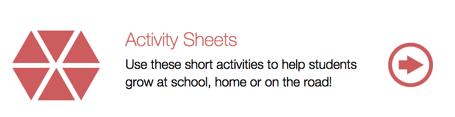 Activity Sheets
Use these short activities to help students
grow at school, home or on the road!